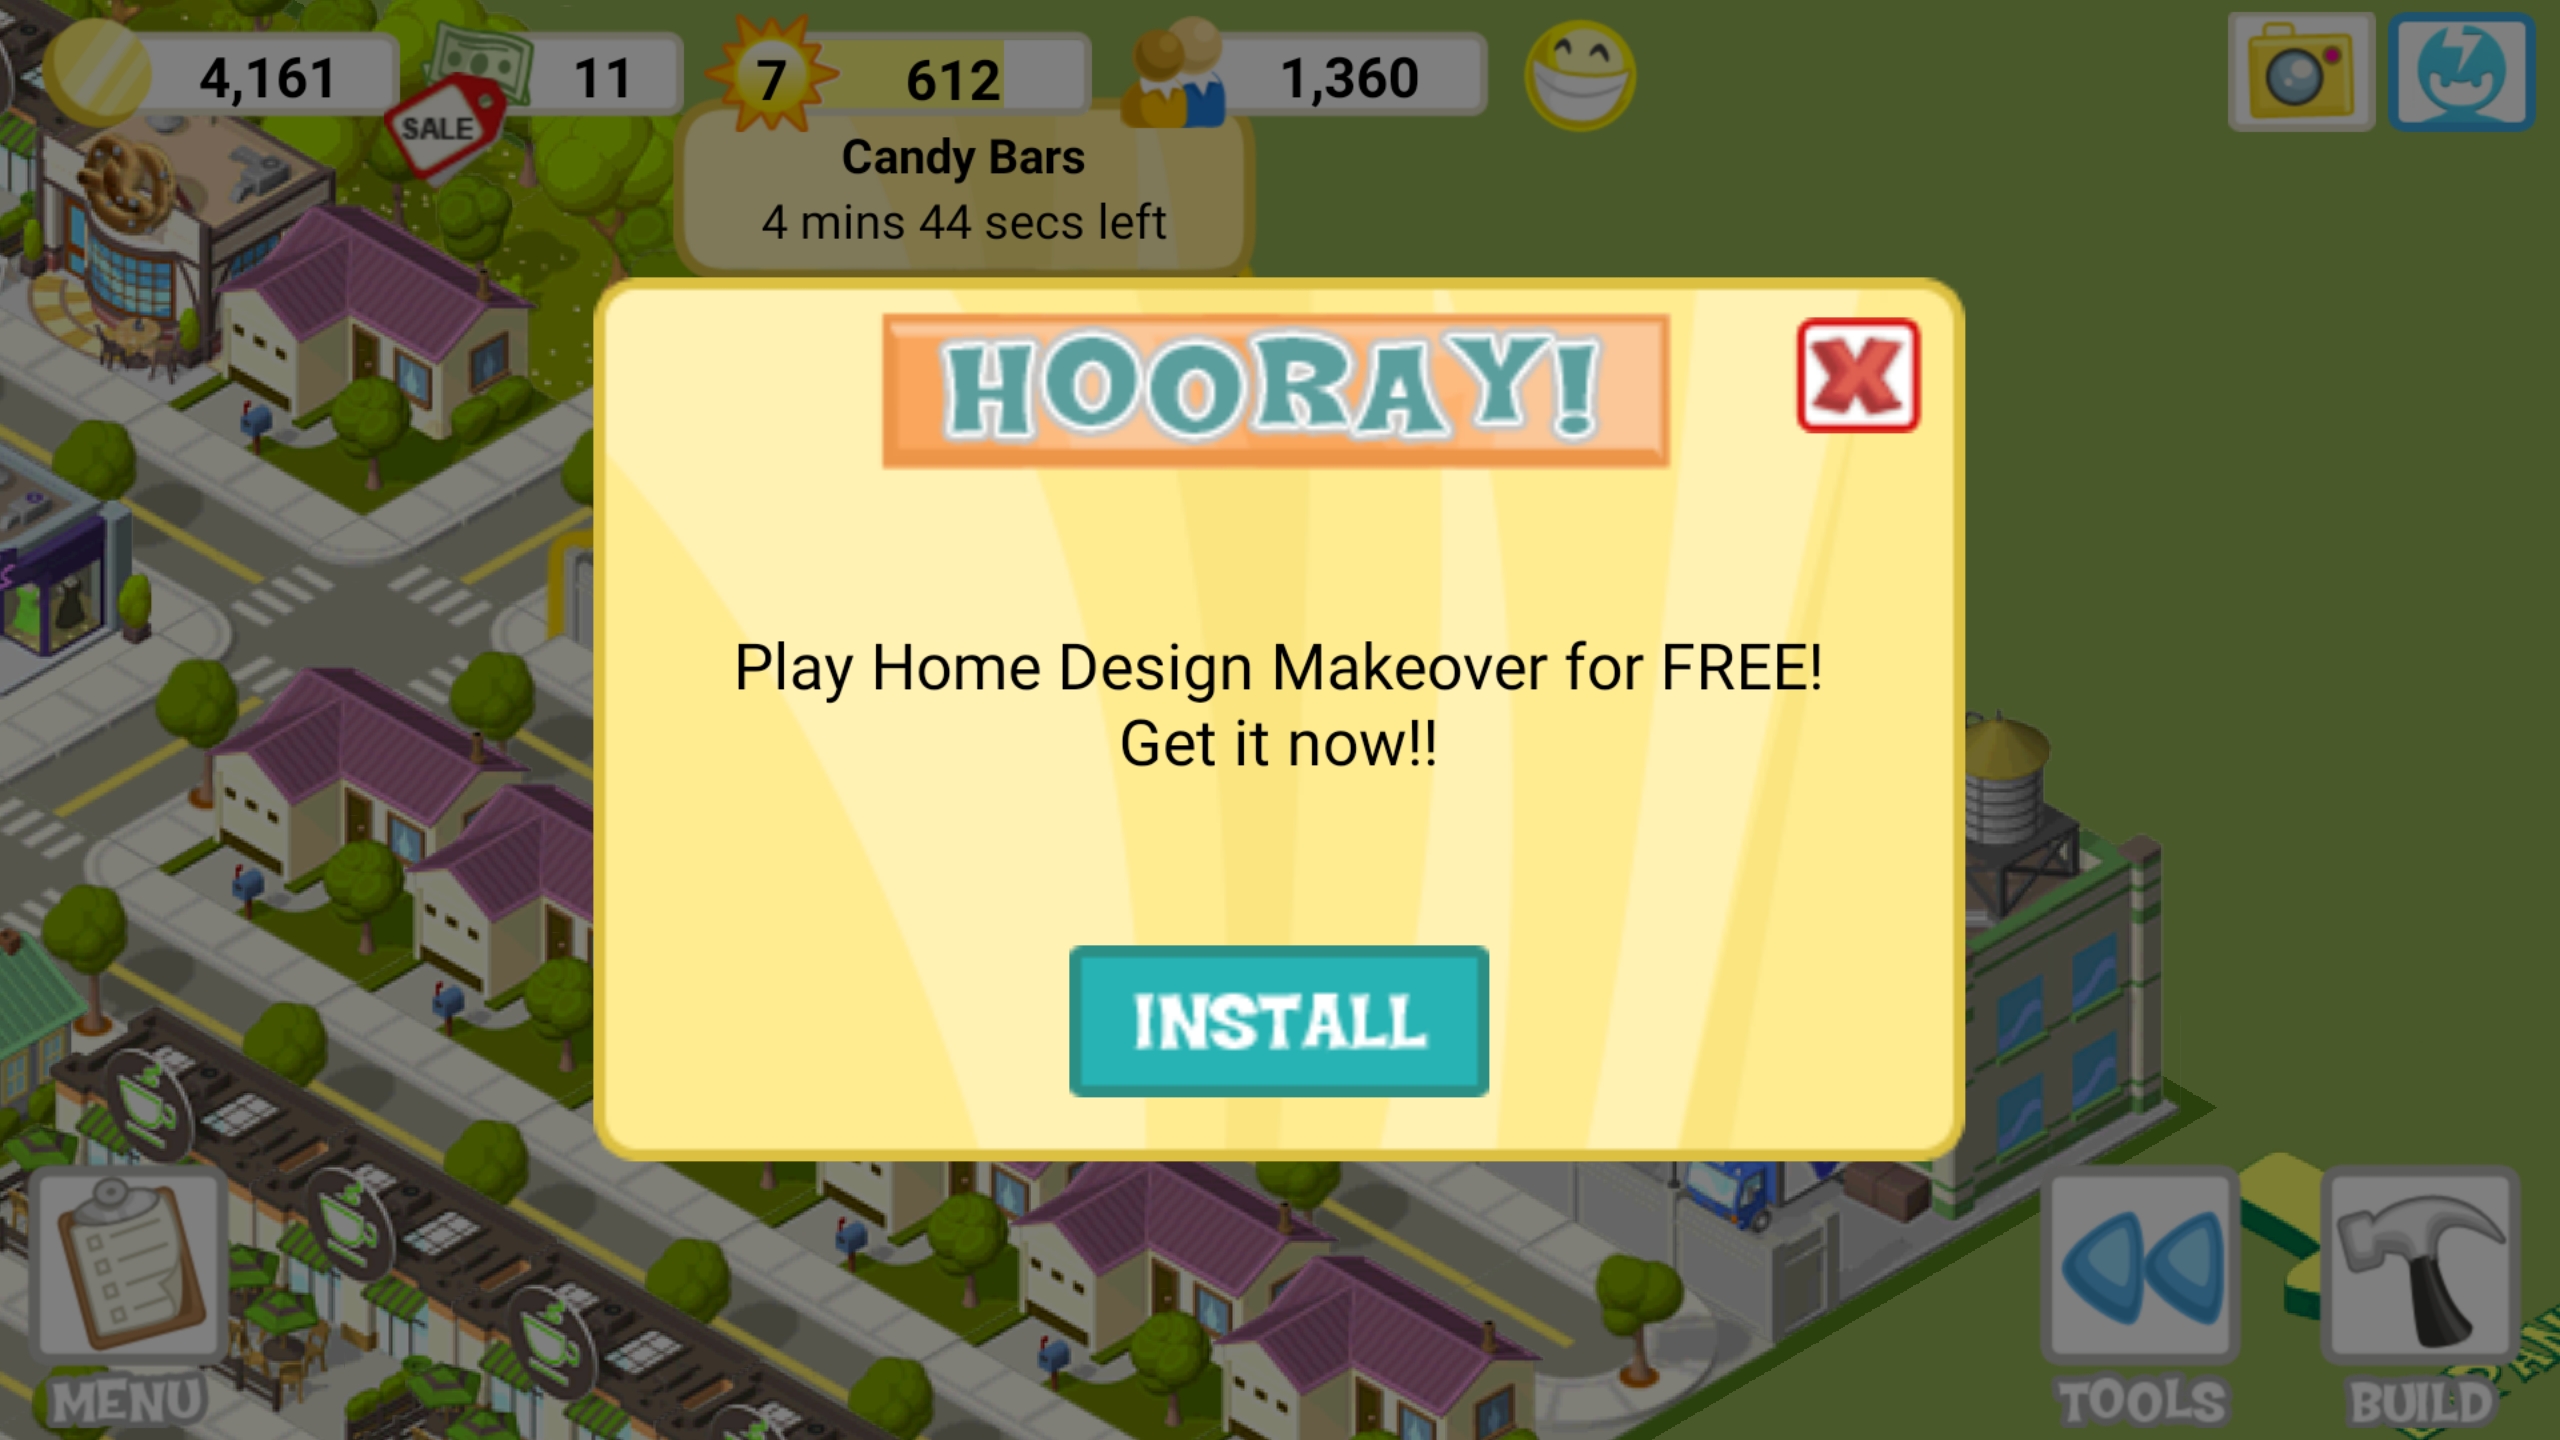 4,161
11
7
612
1,360
SALE
Candy Bars
4 mins 44 secs left
HOORAY!
X
Play Home Design Makeover for FREE!
Get it now!!
INSTALL
MENU
TOOLS
BUILD